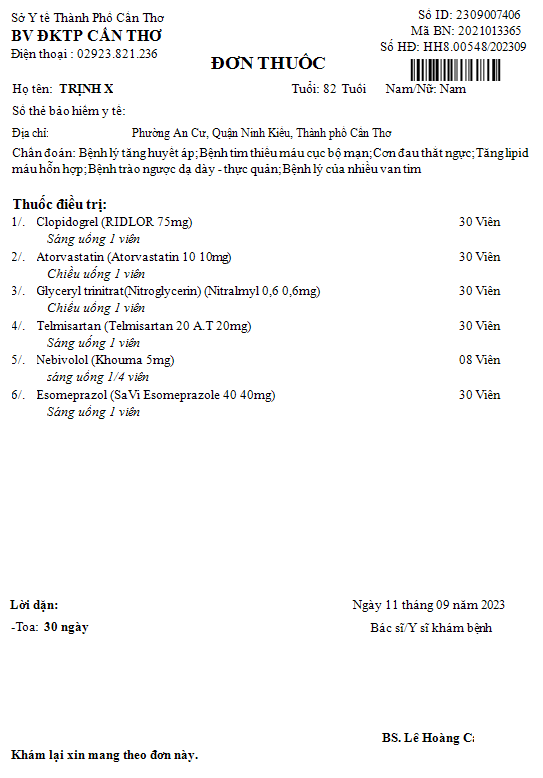 Sở Y tế Thành Phố Cần Thơ
BV ĐKTP CẦN THƠ
Điện thoại : 02923.821.236
Số ID: 2309007406
Mã BN: 2021013365
Số HĐ: HH8.00548/202309
ĐƠN THUỐC
Họ tên: TRỊNH X Tuổi: 82 Tuổi Nam/Nữ: Nam
Số thẻ bảo hiểm y tế:
Địa chỉ: Phường An Cư, Quận Ninh Kiều, Thành phố Cần Thơ
Chẩn đoán: Bệnh lý tăng huyết áp;Bệnh tim thiếu máu cục bộ mạn;Cơn đau thắt ngực;Tăng lipid
máu hỗn hợp;Bệnh trào ngược dạ dày - thực quản;Bệnh lý của nhiều van tim
Thuốc điều trị:
1/. Clopidogrel (RIDLOR 75mg) 30 Viên
Sáng uống 1 viên
2/. Atorvastatin (Atorvastatin 10 10mg) 30 Viên
Chiều uống 1 viên
3/. Glyceryl trinitrat(Nitroglycerin) (Nitralmyl 0,6 0,6mg) 30 Viên
Chiều uống 1 viên
4/. Telmisartan (Telmisartan 20 A.T 20mg) 30 Viên
Sáng uống 1 viên
5/. Nebivolol (Khouma 5mg) 08 Viên
sáng uống 1/4 viên
6/. Esomeprazol (SaVi Esomeprazole 40 40mg) 30 Viên
Sáng uống 1 viên
Lời dặn:
-Toa: 30 ngày
Ngày 11 tháng 09 năm 2023
Bác sĩ/Y sĩ khám bệnh
BS. Lê Hoàng
Khám lại xin mang theo đơn này.